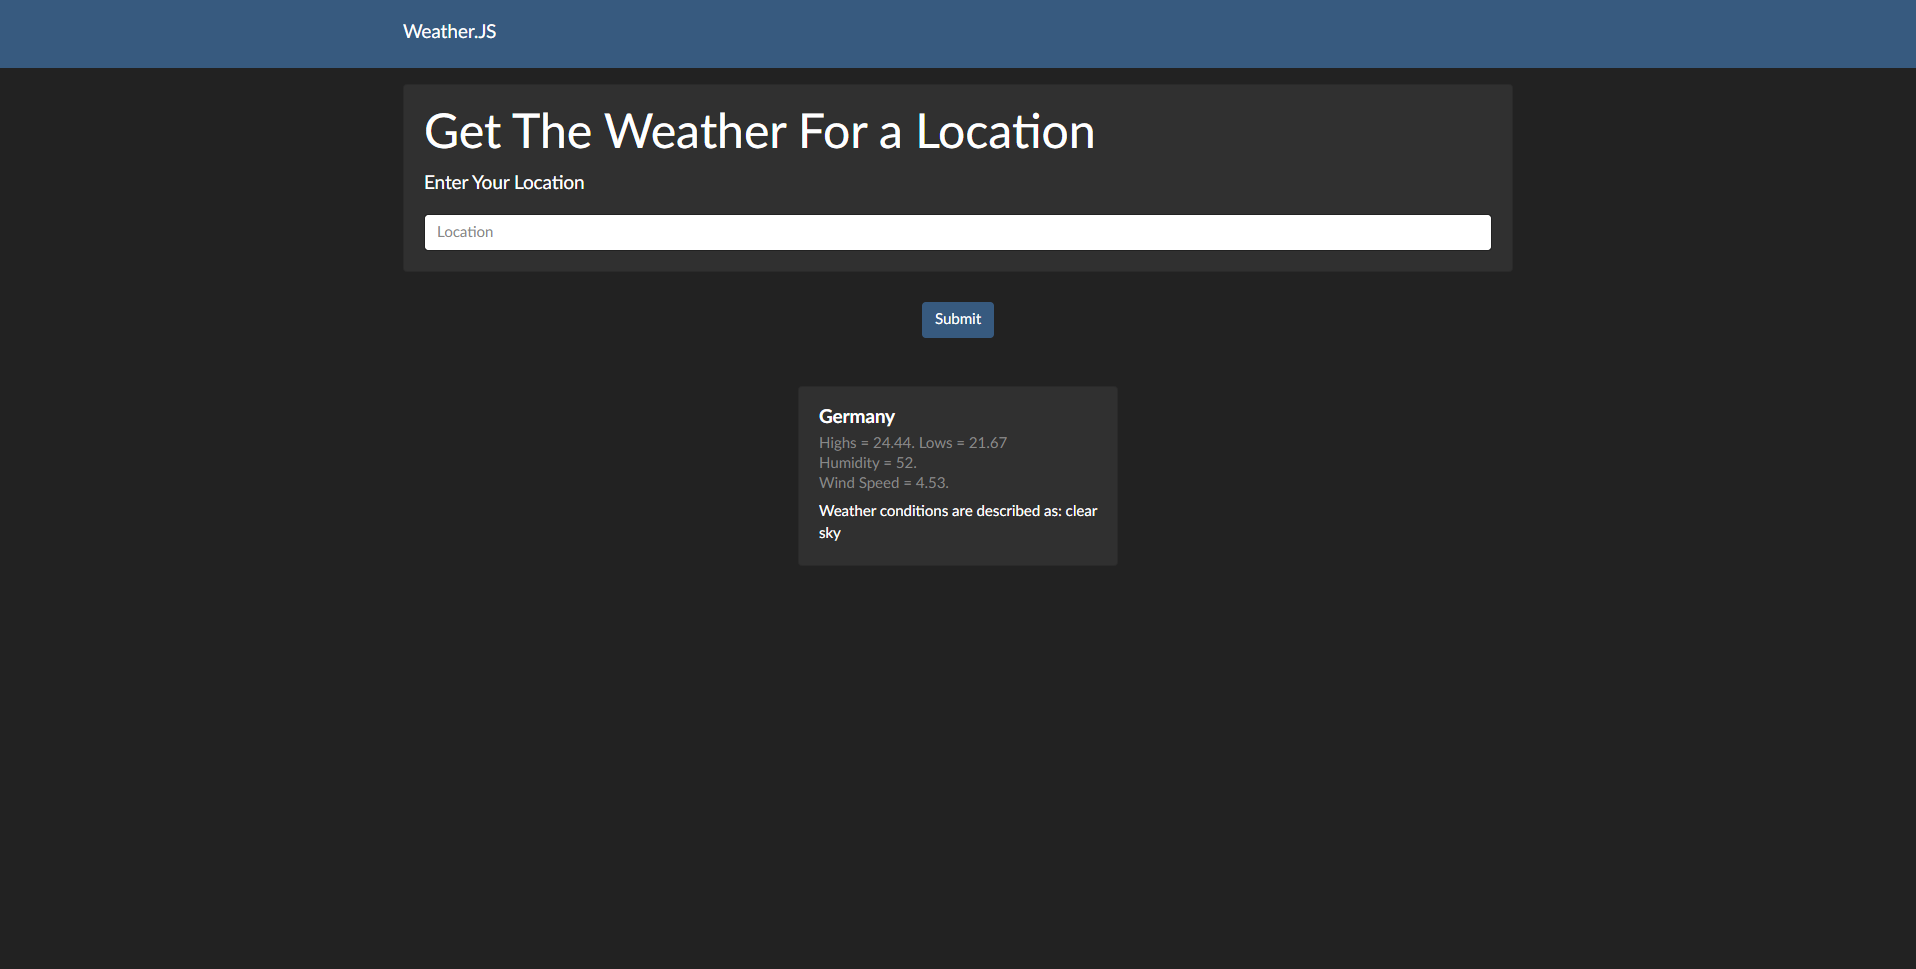 Weather.JS
Get The Weather For a Location
Enter Your Location
Location
Submit
Germany
Highs = 24.44. Lows = 21.67
Humidity = 52.
Wind Speed = 4.53.
Weather conditions are described as: clear
sky